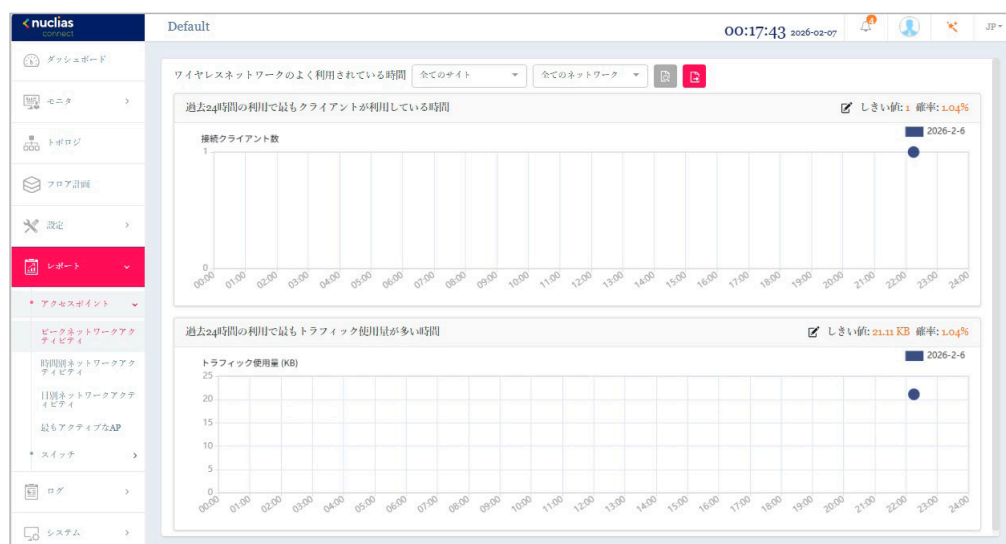 nuclias
connect
Default
00:17:43 2026-02-07
4
JP
ダッシュボード
モニタ
トポロジ
フロア計画
設定
レポート
アクセスポイント
ピークネットワークアク
ティビティ
時間別ネットワークアク
ティビティ
日別ネットワークアクテ
ィビティ
最もアクティブなAP
スイッチ
ログ
システム
ワイヤレスネットワークのよく利用されている時間 全てのサイト 全てのネットワーク
過去24時間の利用で最もクライアントが利用している時間 しきい値: 1 確率: 1.04%
2026-2-6
接続クライアント数
1
0
00:00 01:00 02:00 03:00 04:00 05:00 06:00 07:00 08:00 09:00 10:00 11:00 12:00 13:00 14:00 15:00 16:00 17:00 18:00 19:00 20:00 21:00 22:00 23:00 24:00
過去24時間の利用で最もトラフィック使用量が多い時間 しきい値: 21.11 KB 確率: 1.04%
2026-2-6
トラフィック使用量 (KB)
25
20
15
10
5
0
00:00 01:00 02:00 03:00 04:00 05:00 06:00 07:00 08:00 09:00 10:00 11:00 12:00 13:00 14:00 15:00 16:00 17:00 18:00 19:00 20:00 21:00 22:00 23:00 24:00